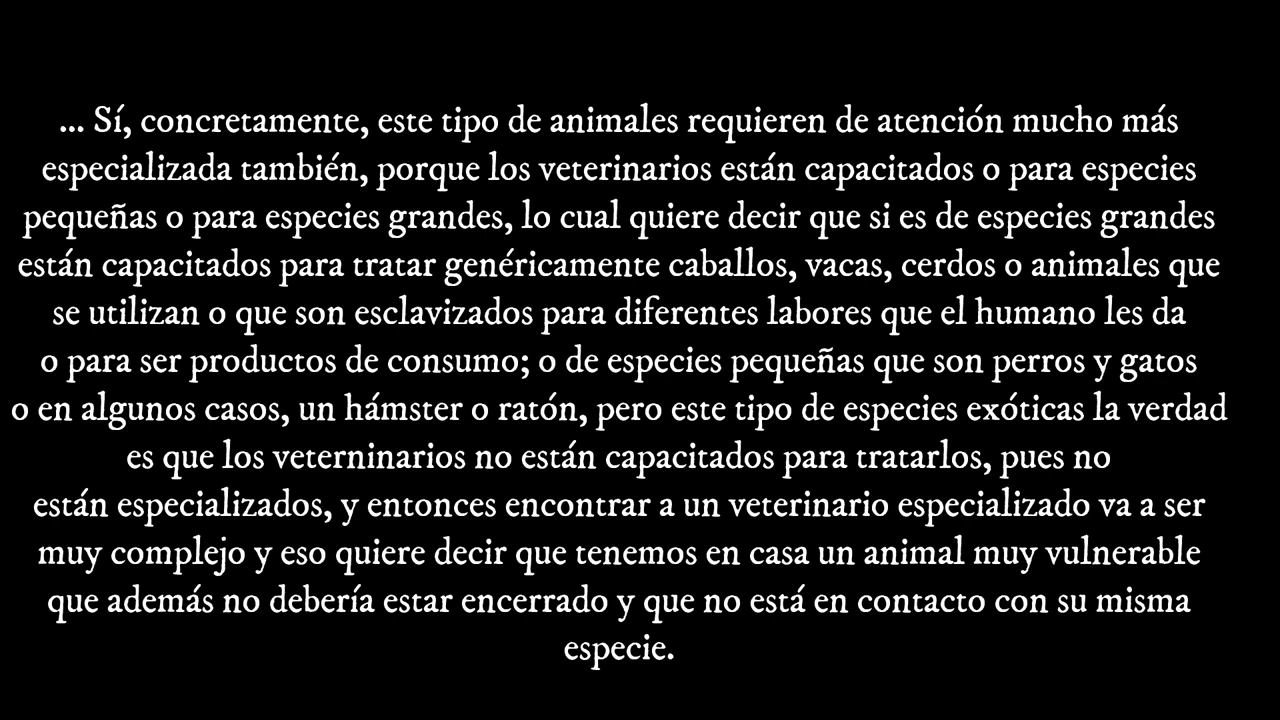 ... Sí, concretamente, este tipo de animales requieren de atención mucho más
especializada también, porque los veterinarios están capacitados o para especies
pequeñas o para especies grandes, lo cual quiere decir que si es de especies grandes
están capacitados para tratar genéricamente caballos, vacas, cerdos o animales que
se utilizan o que son esclavizados para diferentes labores que el humano les da
o para ser productos de consumo; o de especies pequeñas que son perros y gatos
o en algunos casos, un hámster o ratón, pero este tipo de especies exóticas la verdad
es que los veterninarios no están capacitados para tratarlos, pues no
están especializados, y entonces encontrar a un veterinario especializado va a ser
muy complejo y eso quiere decir que tenemos en casa un animal muy vulnerable
que además no debería estar encerrado y que no está en contacto con su misma
especie.